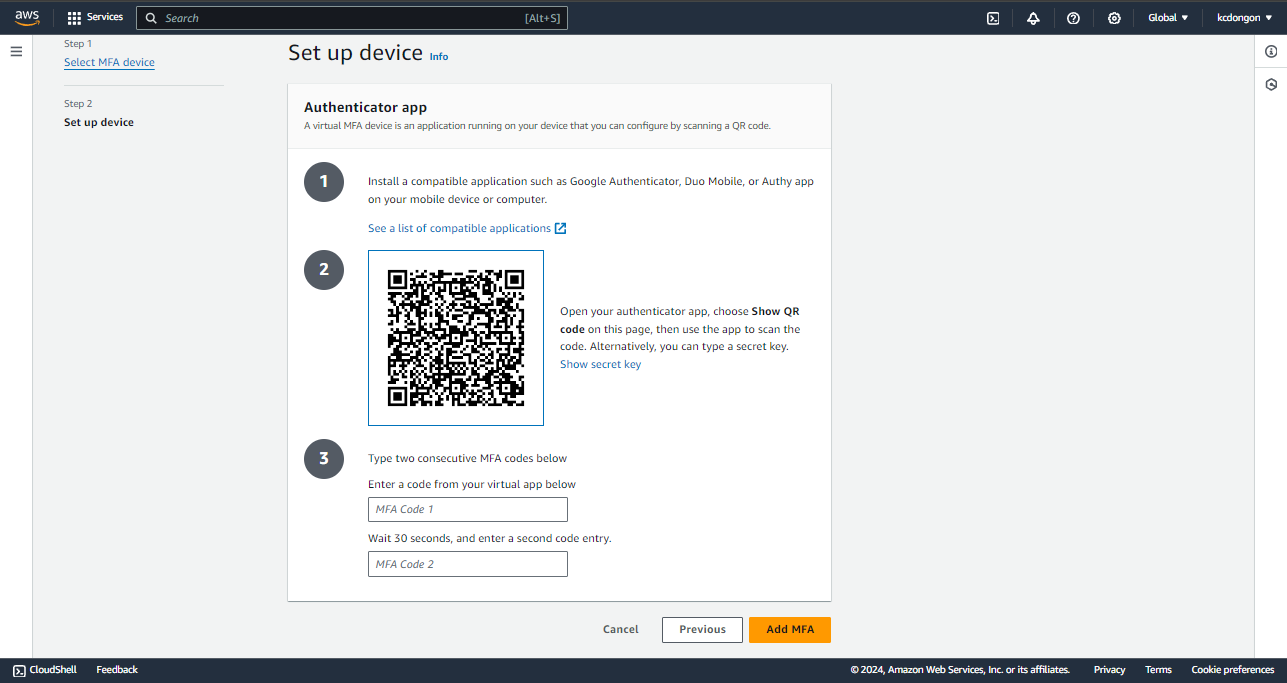 aws
Services
Search
[Alt+S]
Global
kcdongon
Step 1
Select MFA device
Step 2
Set up device
Set up device Info
Authenticator app
A virtual MFA device is an application running on your device that you can configure by scanning a QR code.
1
Install a compatible application such as Google Authenticator, Duo Mobile, or Authy app
on your mobile device or computer.
See a list of compatible applications
2
Open your authenticator app, choose Show QR
code on this page, then use the app to scan the
code. Alternatively, you can type a secret key.
Show secret key
3
Type two consecutive MFA codes below
Enter a code from your virtual app below
MFA Code 1
Wait 30 seconds, and enter a second code entry.
MFA Code 2
Cancel
Previous
Add MFA
CloudShell
Feedback
© 2024, Amazon Web Services, Inc. or its affiliates.
Privacy
Terms
Cookie preferences